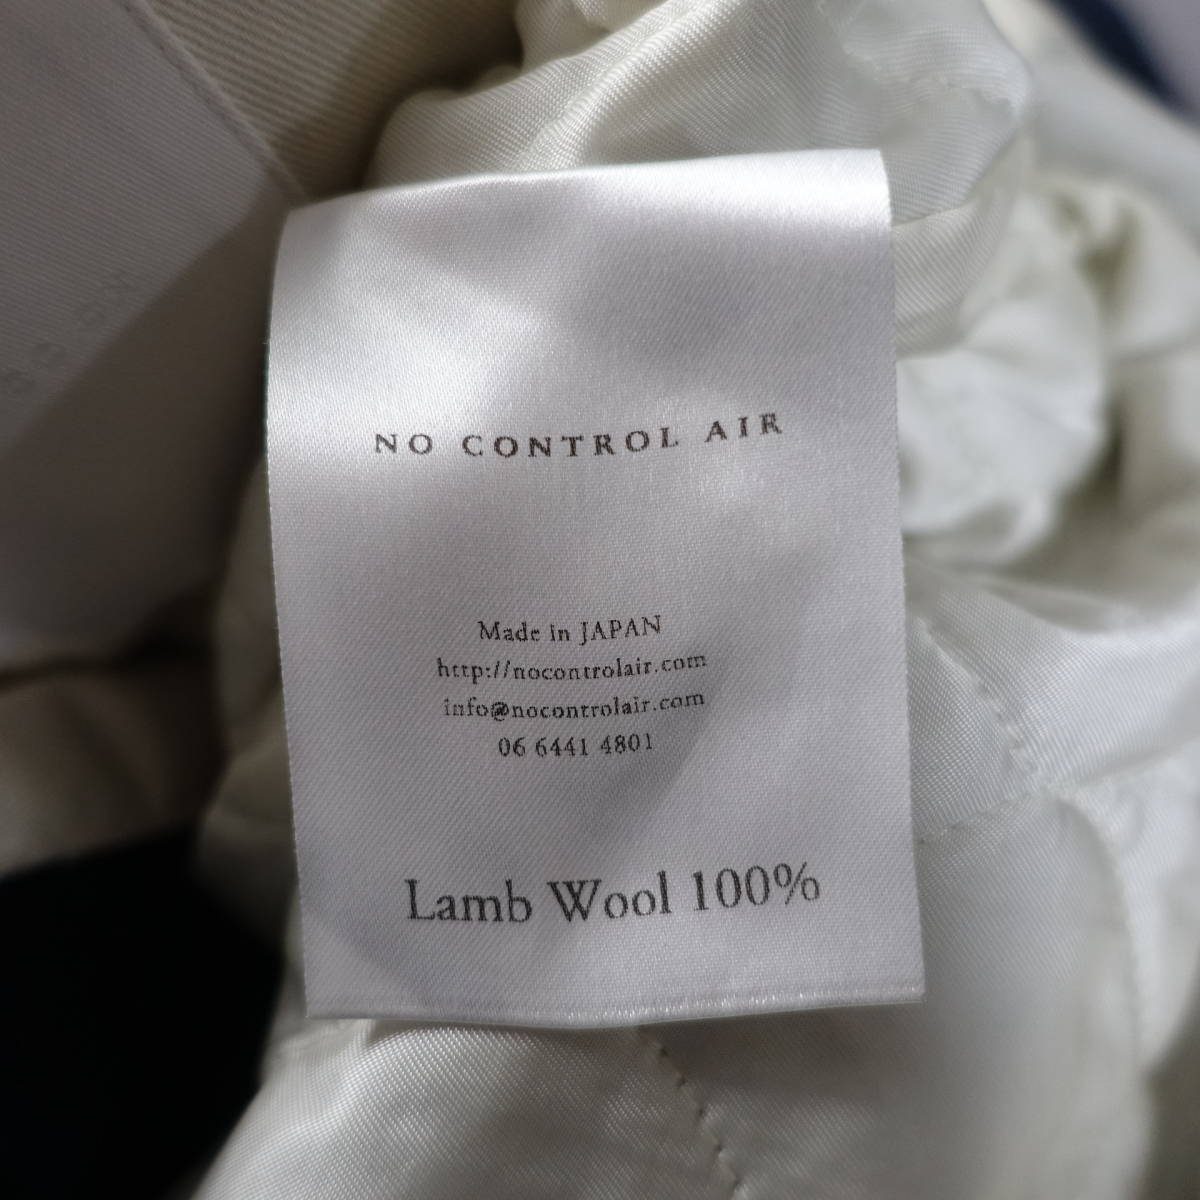 NO CONTROL AIR
Made in JAPAN
http://nocontrolair.com
info@nocontrolair.com
06 6441 4801
Lamb Wool 100%